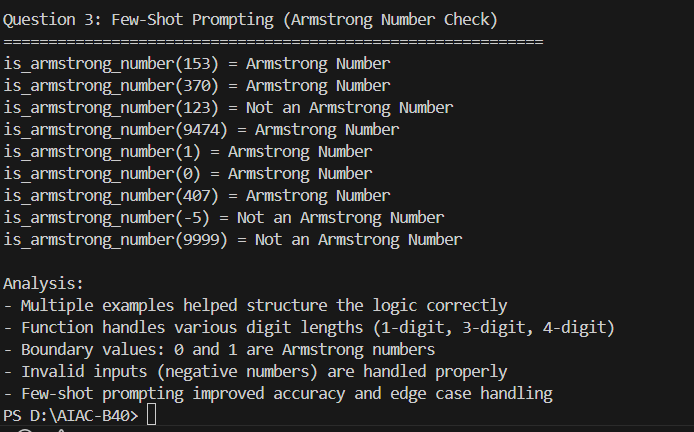 Question 3: Few-Shot Prompting (Armstrong Number Check)
============================================================
is_armstrong_number(153) = Armstrong Number
is_armstrong_number(370) = Armstrong Number
is_armstrong_number(123) = Not an Armstrong Number
is_armstrong_number(9474) = Armstrong Number
is_armstrong_number(1) = Armstrong Number
is_armstrong_number(0) = Armstrong Number
is_armstrong_number(407) = Armstrong Number
is_armstrong_number(-5) = Not an Armstrong Number
is_armstrong_number(9999) = Not an Armstrong Number

Analysis:
- Multiple examples helped structure the logic correctly
- Function handles various digit lengths (1-digit, 3-digit, 4-digit)
- Boundary values: 0 and 1 are Armstrong numbers
- Invalid inputs (negative numbers) are handled properly
- Few-shot prompting improved accuracy and edge case handling
PS D:\AIAC-B40>